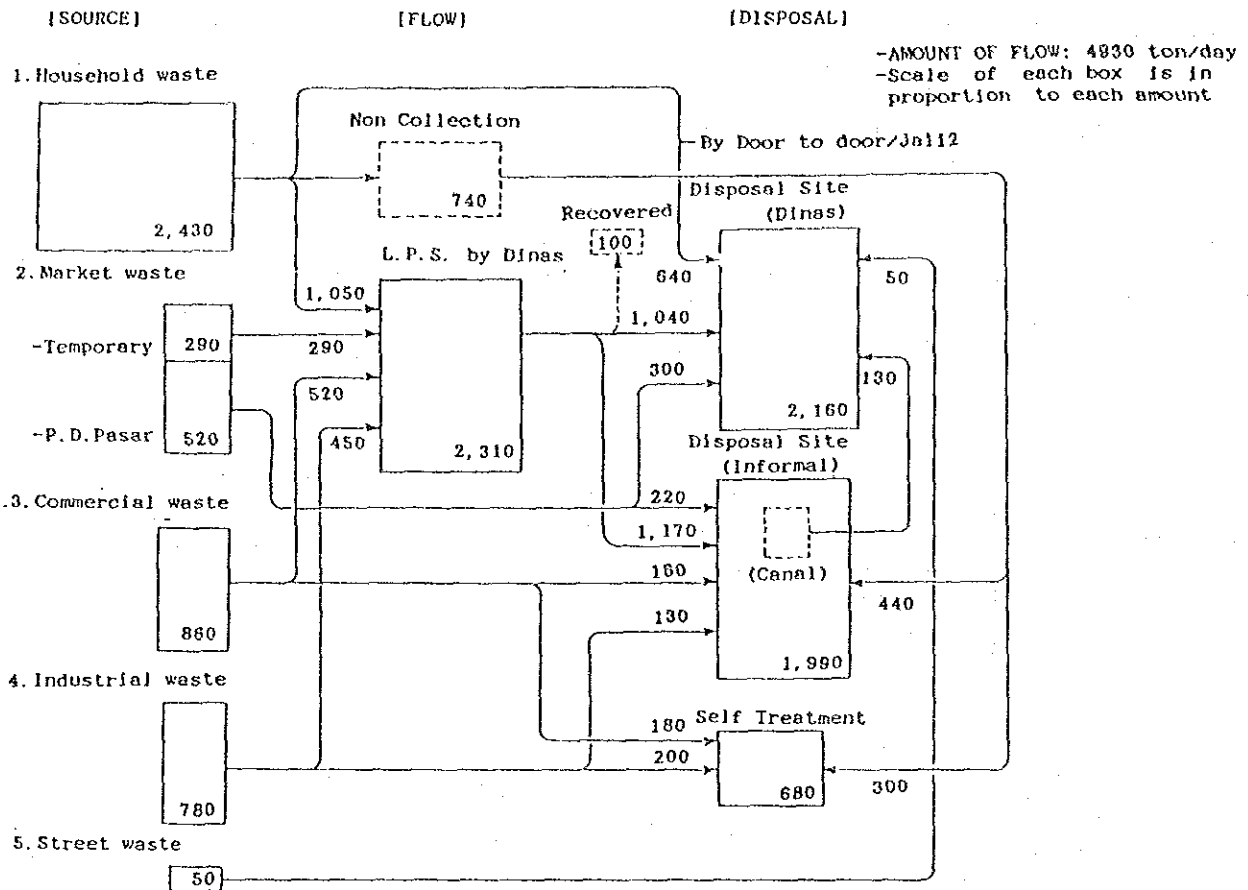 [SOURCE]
[FLOW]
[DISPOSAL]
-AMOUNT OF FLOW: 4930 ton/day
-Scale of each box is in
proportion to each amount
1.Household waste
2,430
Non Collection
740
By Door to door/Jali2
Recovered
100
Disposal Site
(Dinas)
640
50
1,040
300
130
2,160
2.Market waste
-Temporary
290
-P.D.Pasar
520
L.P.S. by Dinas
1,050
290
520
450
2,310
Disposal Site
(Informal)
220
1,170
160
130
(Canal)
440
1,990
.3.Commercial waste
860
4.Industrial waste
780
Self Treatment
180
200
680
300
5.Street waste
50